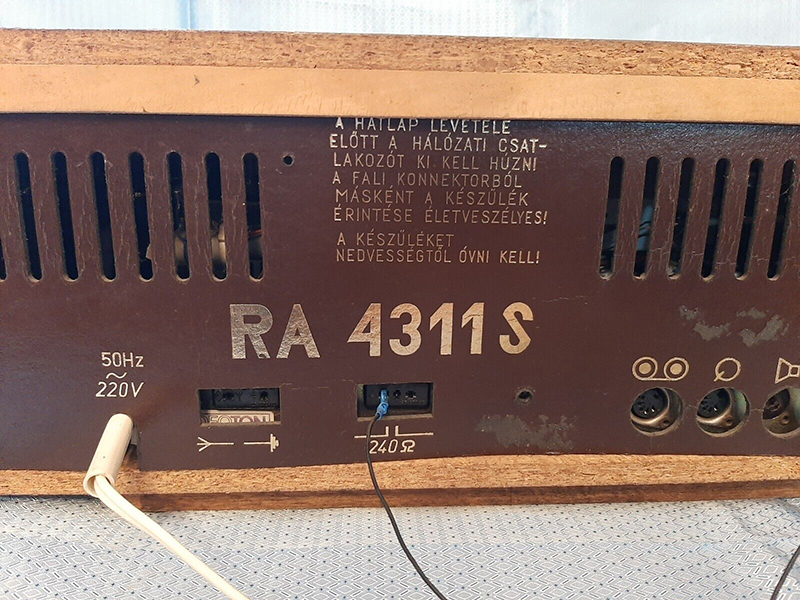 A HÁTLAP LEVÉTELE
ELŐTT A HÁLÓZATI CSAT-
LAKOZÓT KI KELL HÚZNI
A FALI KONNEKTORBÓL
MÁSKÉNT A KÉSZÜLÉK
ÉRINTÉSE ÉLETVESZÉLYES!
A KÉSZÜLÉKET
NEDVESSÉGTŐL ÓVNI KELL!
RA 4311 S
50Hz
~
220V
240Ω